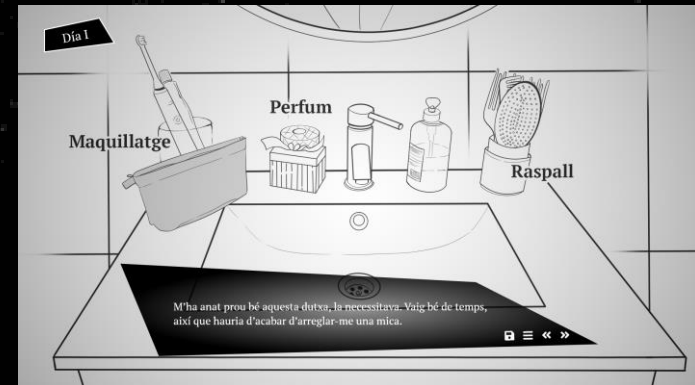 Día I
Perfum
Maquillatge
Raspall
M'ha anat prou bé aquesta dutxa, la necessitava. Vaig bé de temps,
així que hauria d'acabar d'arreglar-me una mica.